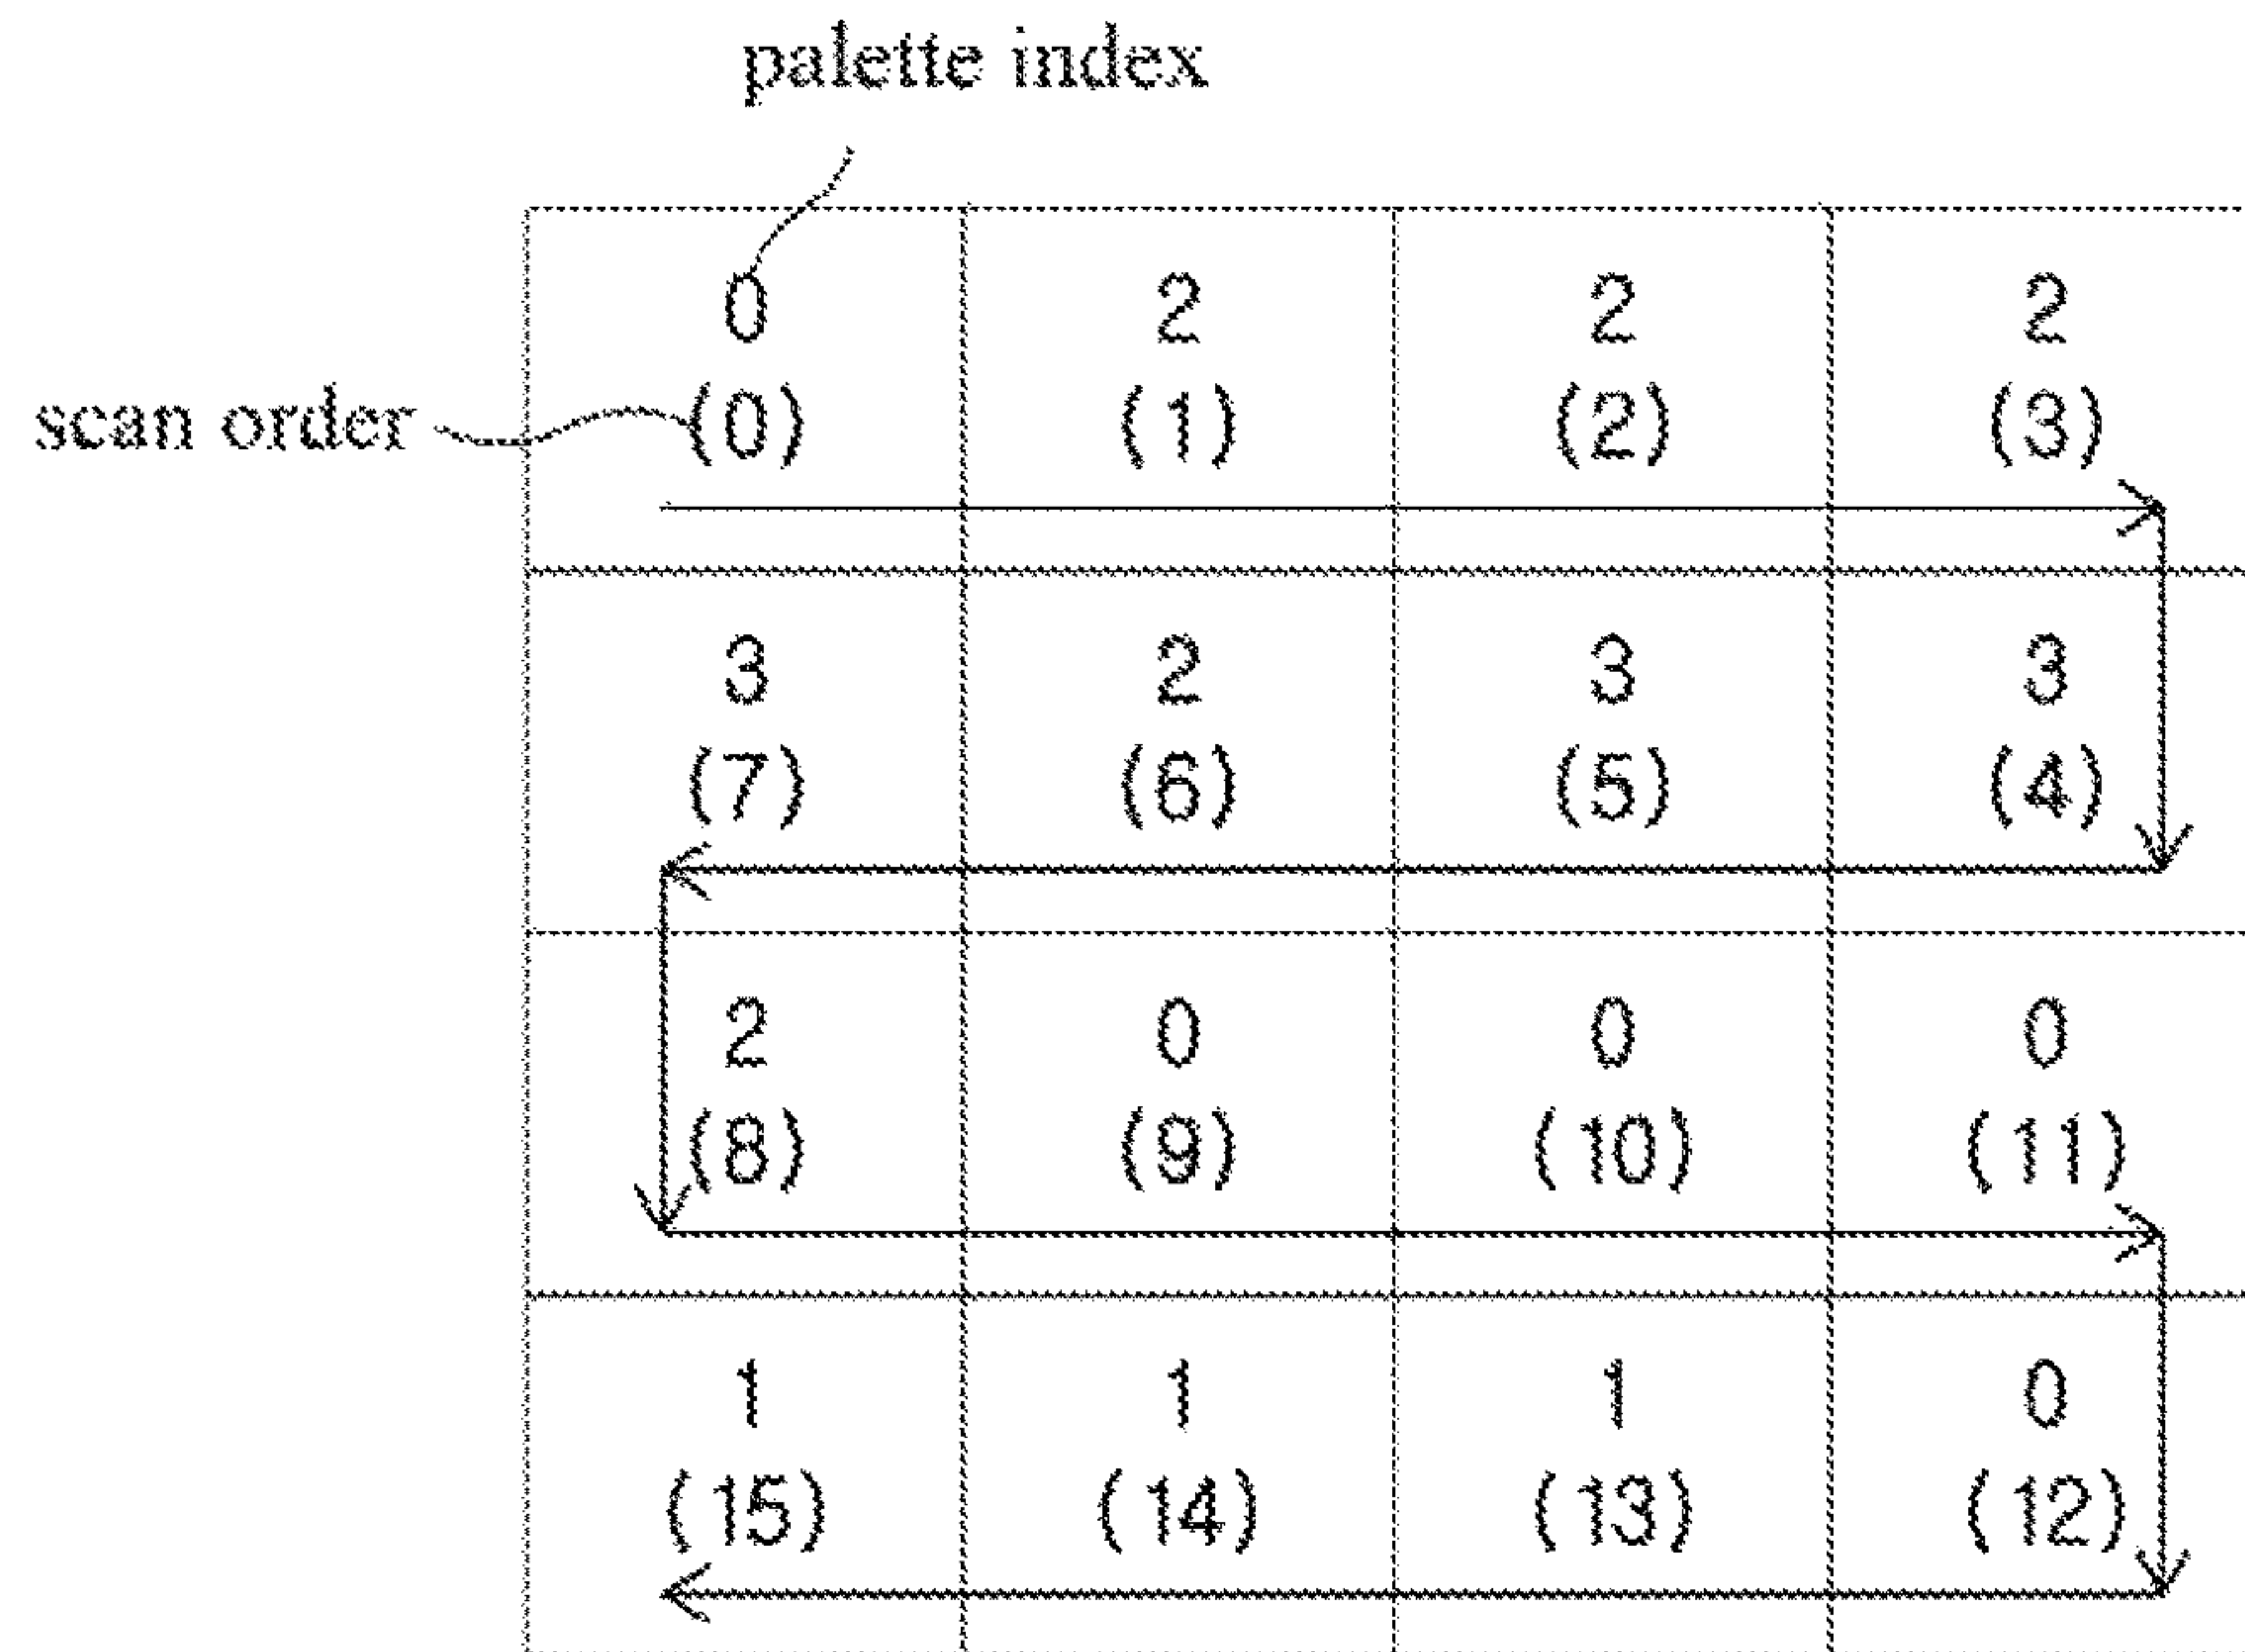 palette index
0 2 2 2
scan order (0) (1) (2) (3)
3 2 3 3
(7) (6) (5) (4)
2 0 0 0
(8) (9) (10) (11)
1 1 1 0
(15) (14) (13) (12)